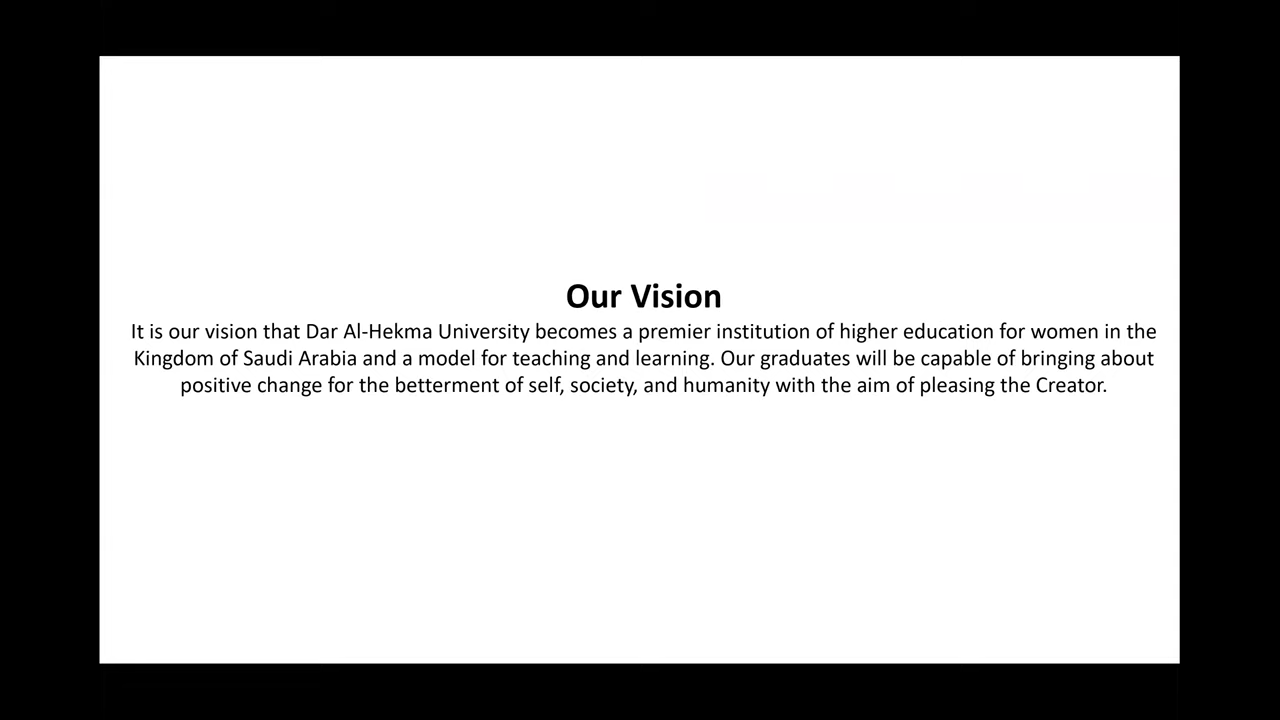 Our Vision
It is our vision that Dar Al-Hekma University becomes a premier institution of higher education for women in the
Kingdom of Saudi Arabia and a model for teaching and learning. Our graduates will be capable of bringing about
positive change for the betterment of self, society, and humanity with the aim of pleasing the Creator.